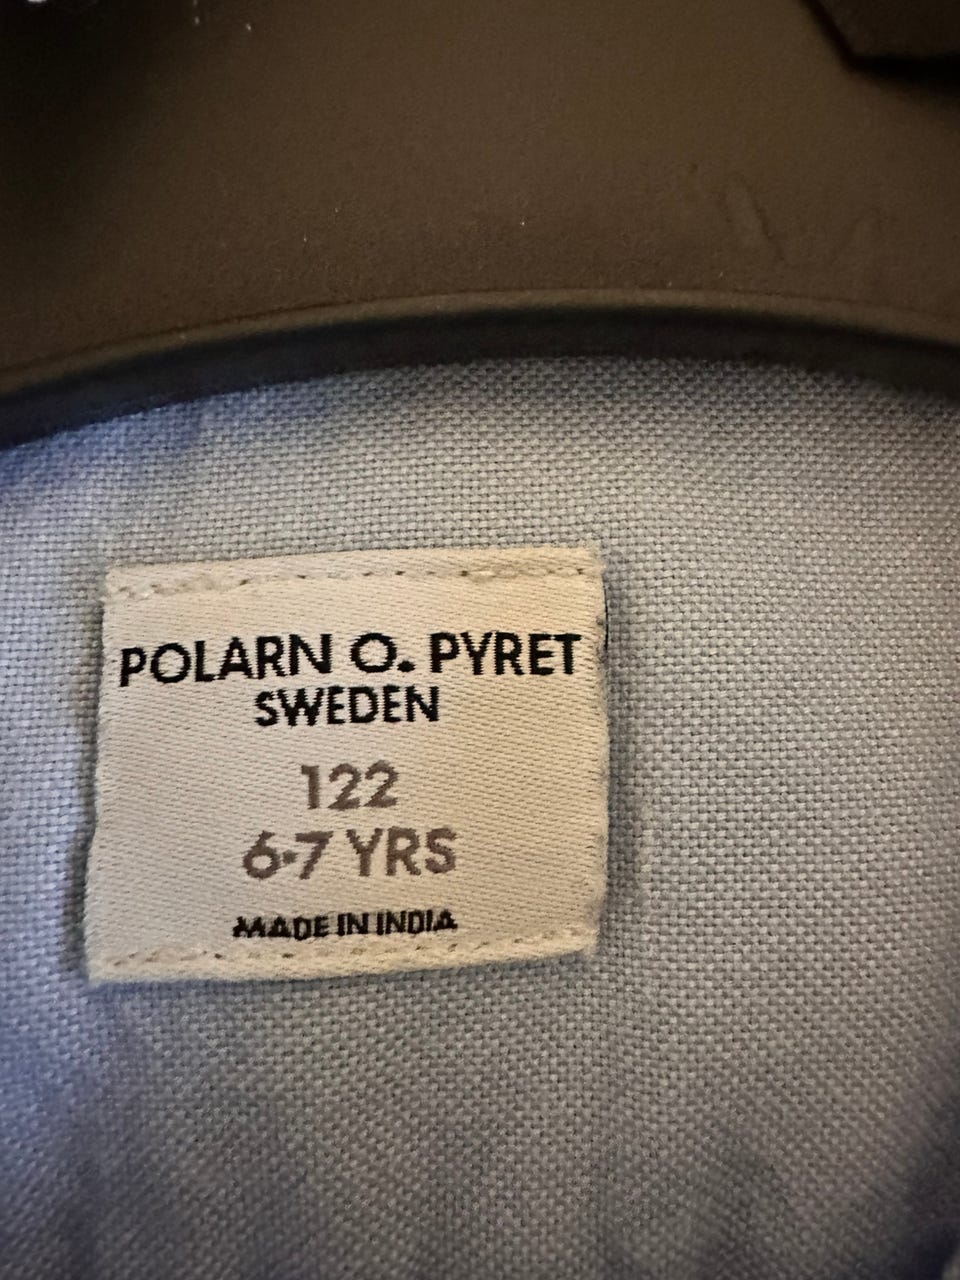 POLARN O. PYRET
SWEDEN
122
6-7 YRS
MADE IN INDIA